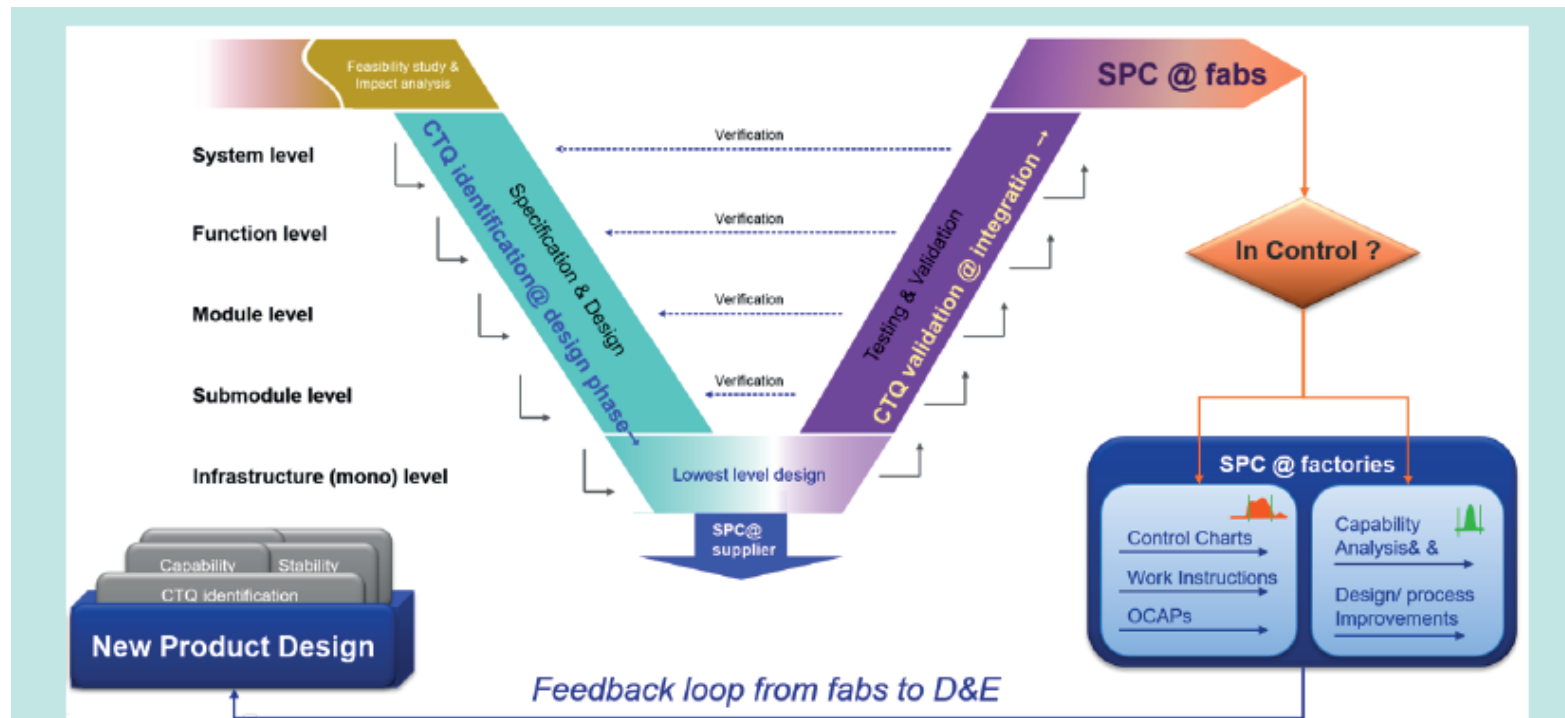 Feasibility study &
Impact analysis
SPC @ fabs
CTQ identification@ design phase→
Specification & Design
Testing & Validation
CTQ validation @ integration →
System level
Verification
Function level
Verification
In Control ?
Module level
Verification
Submodule level
Verification
Infrastructure (mono) level
Lowest level design
SPC@
supplier
SPC @ factories
Control Charts
Work Instructions
OCAPs
Capability
Analysis& &
Design/ process
Improvements
Capability
Stability
CTQ identification
New Product Design
Feedback loop from fabs to D&E